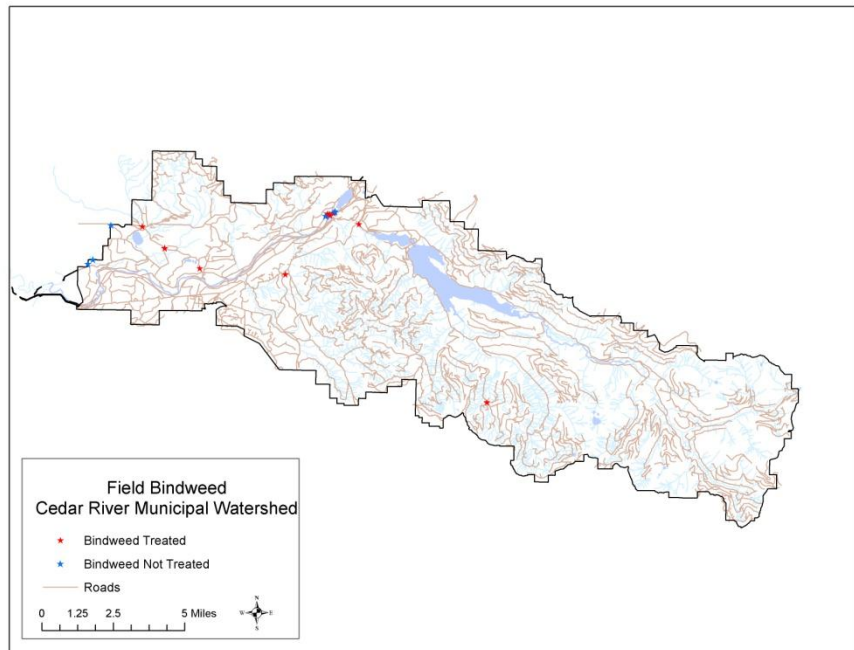 Field Bindweed
Cedar River Municipal Watershed
Bindweed Treated
Bindweed Not Treated
Roads
0 1.25 2.5 5 Miles
N
W E
S